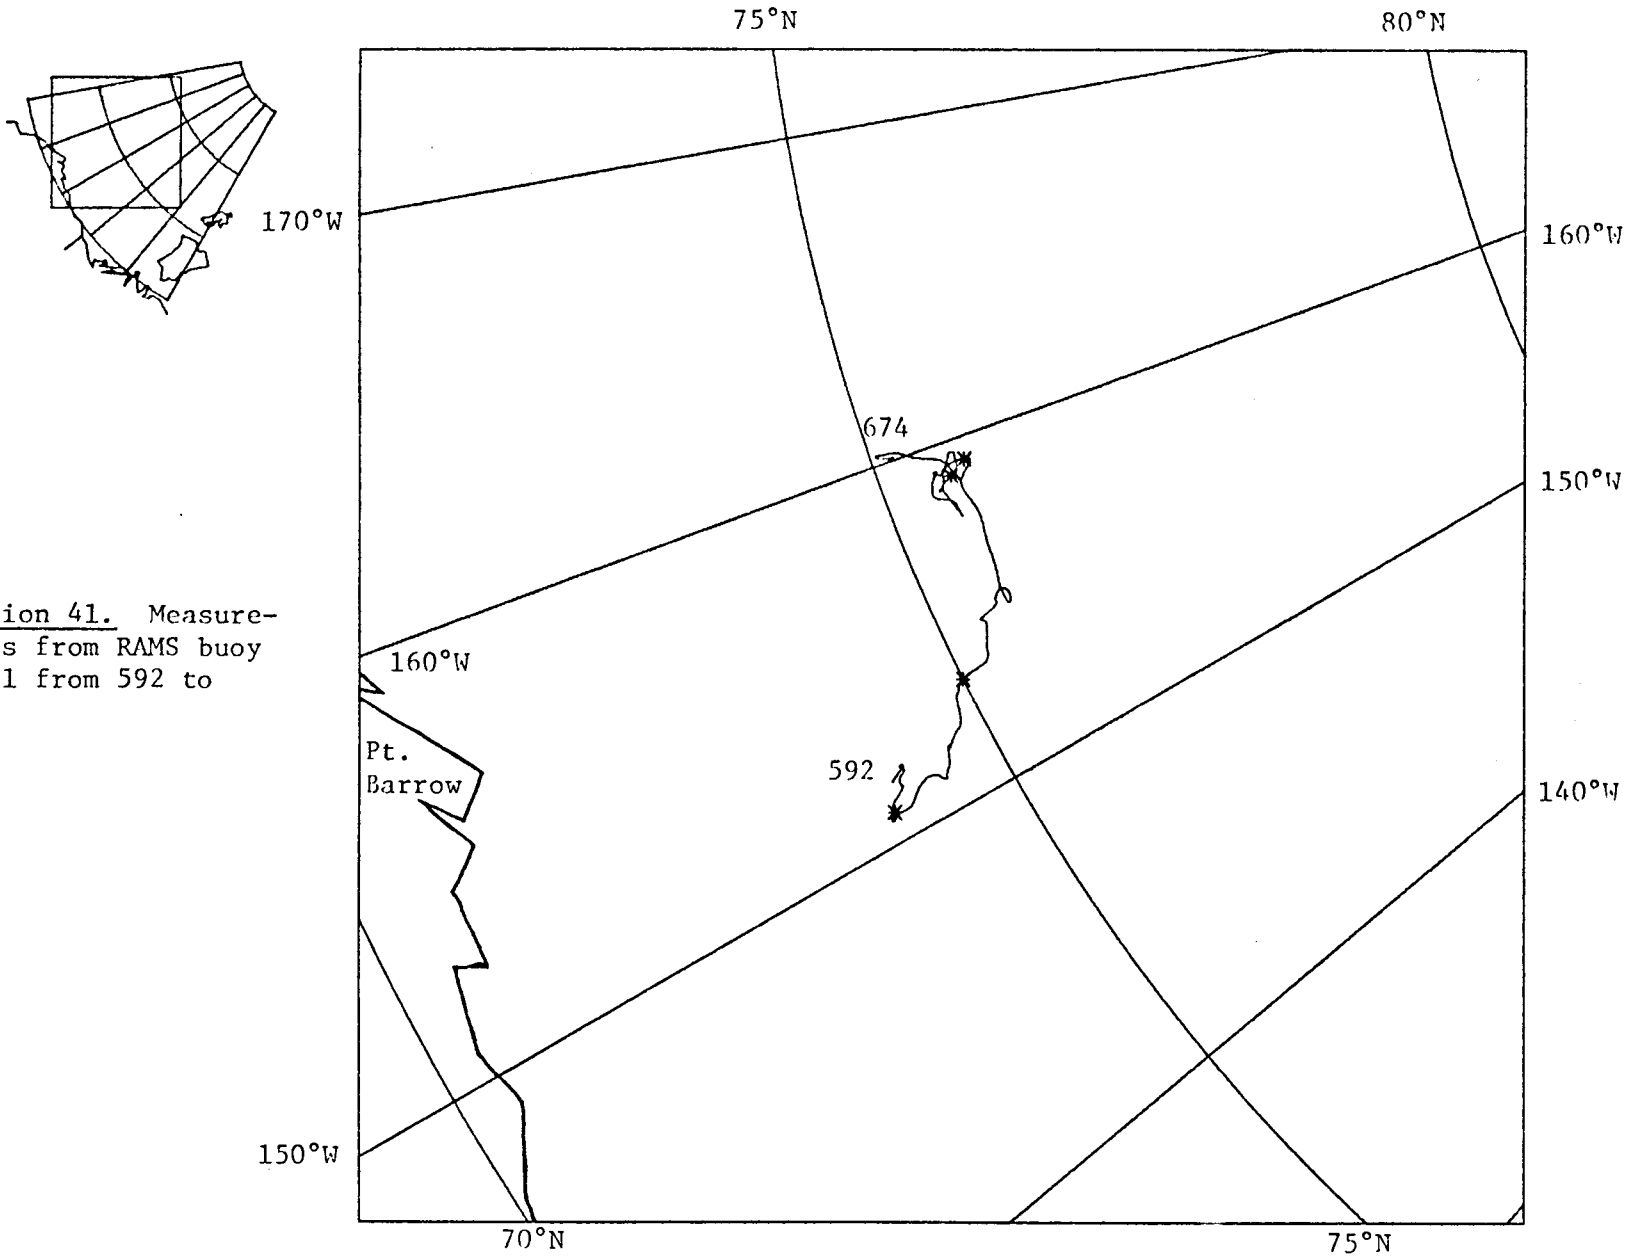 75°N
80°N
170°W
160°W
674
150°W
ion 41. Measure-
s from RAMS buoy
1 from 592 to
160°W
Pt.
Barrow
592
140°W
150°W
70°N
75°N